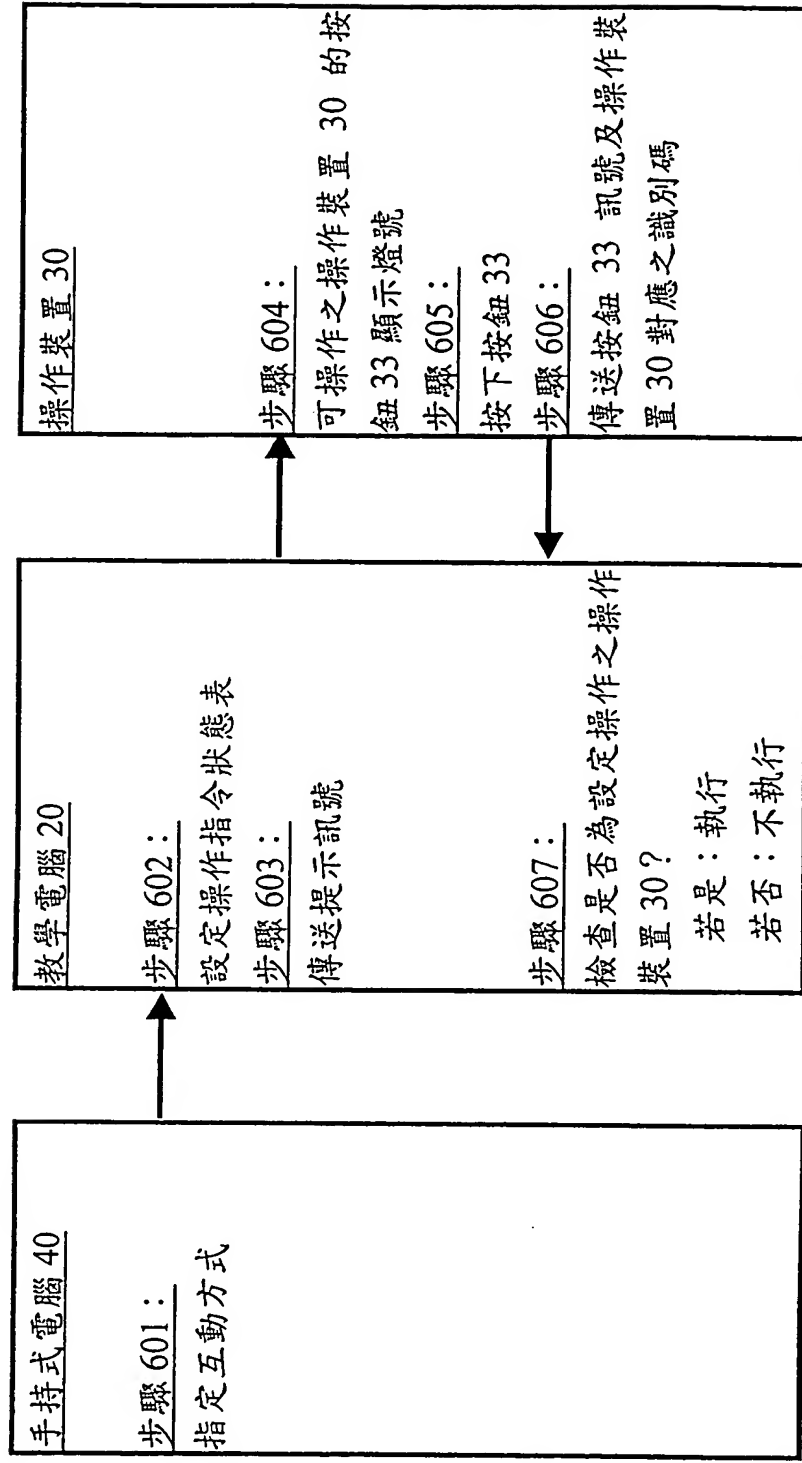 手持式電腦 40
步驟 601：
指定互動方式
教學電腦 20
步驟 602：
設定操作指令狀態表
步驟 603：
傳送提示訊號
步驟 607：
檢查是否為設定操作之操作
裝置 30？
若是：執行
若否：不執行
操作裝置 30
步驟 604：
可操作之操作裝置 30 的按
鈕 33 顯示燈號
步驟 605：
按下按鈕 33
步驟 606：
傳送按鈕 33 訊號及操作裝
置 30 對應之識別碼